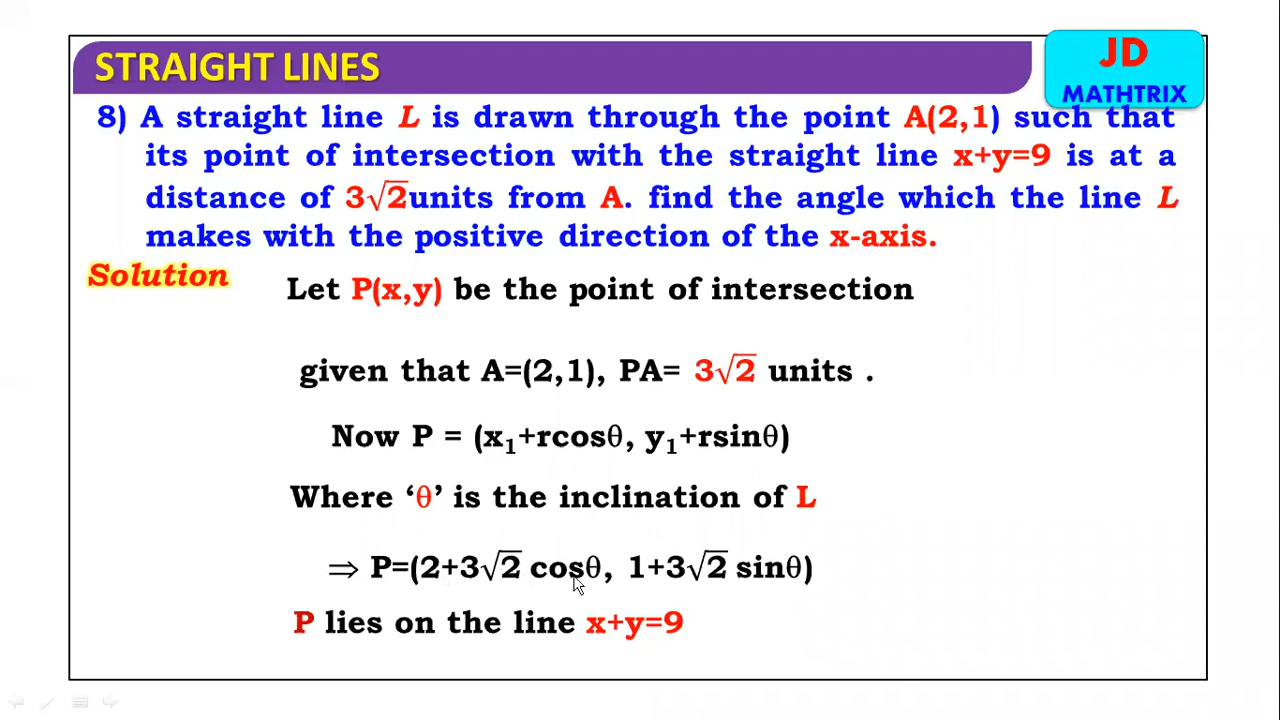 STRAIGHT LINES
JD
MATHTRIX
8) A straight line L is drawn through the point A(2,1) such that
its point of intersection with the straight line x+y=9 is at a
distance of 3√2units from A. find the angle which the line L
makes with the positive direction of the x-axis.
Solution
Let P(x,y) be the point of intersection
given that A=(2,1), PA= 3√2 units .
Now P = (x₁+rcosθ, y₁+rsinθ)
Where ‘θ’ is the inclination of L
⇒ P=(2+3√2 cosθ, 1+3√2 sinθ)
P lies on the line x+y=9